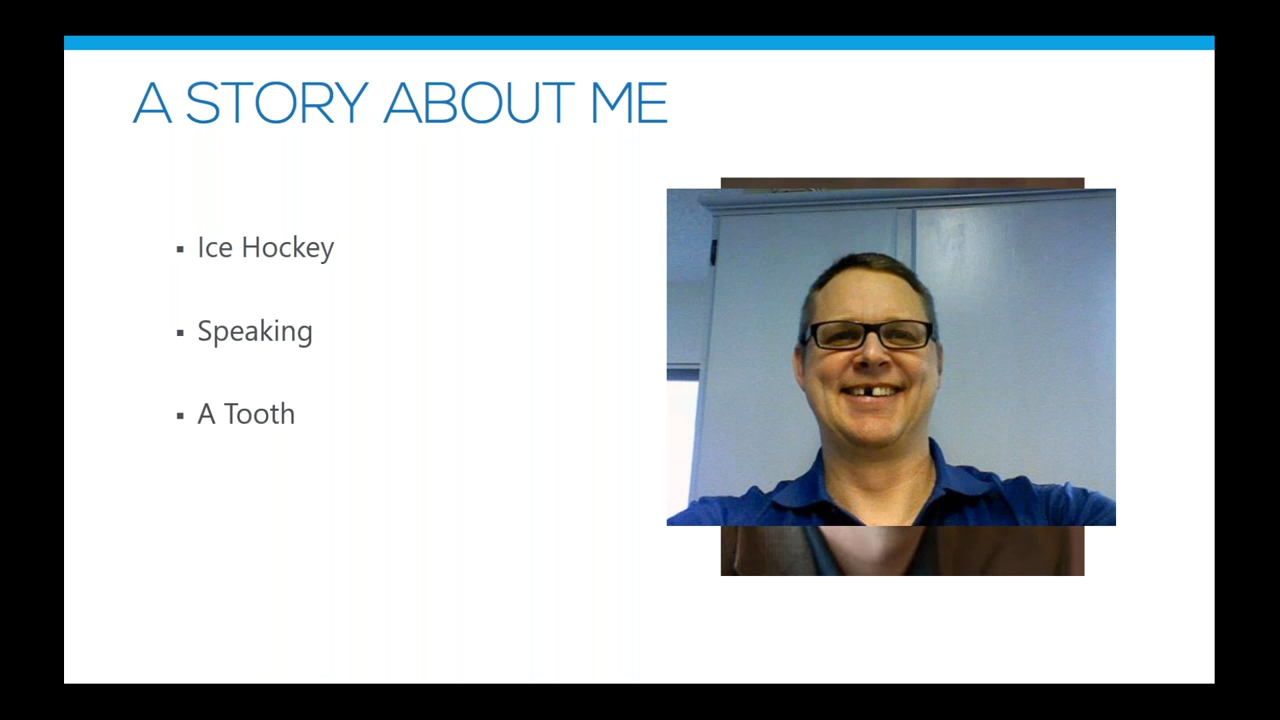 A STORY ABOUT ME
▪ Ice Hockey
▪ Speaking
▪ A Tooth